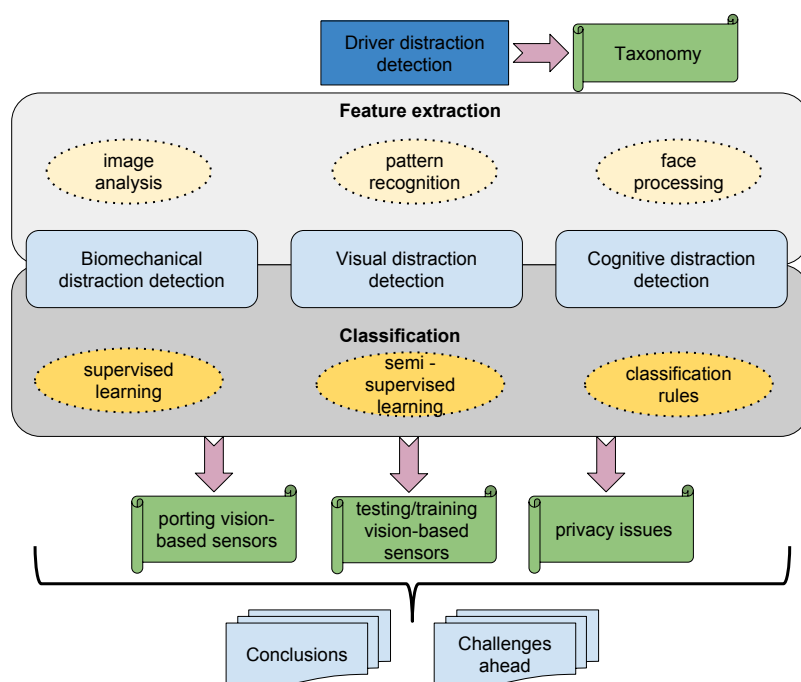 Driver distraction
detection
Taxonomy
Feature extraction
image
analysis
pattern
recognition
face
processing
Biomechanical
distraction detection
Visual distraction
detection
Cognitive distraction
detection
Classification
supervised
learning
semi -
supervised
learning
classification
rules
porting vision-
based sensors
testing/training
vision-based
sensors
privacy issues
Conclusions
Challenges
ahead